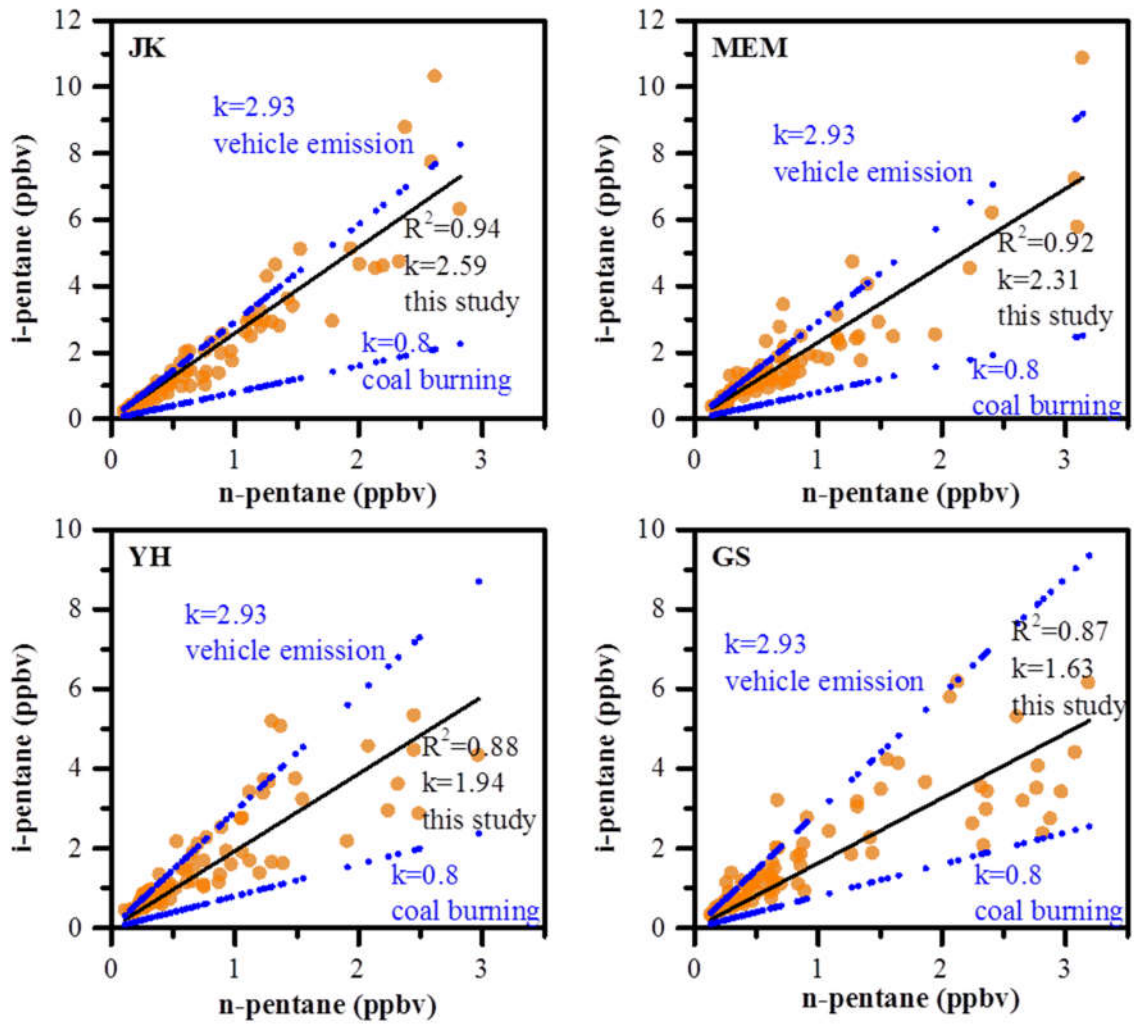 JK
12
10
8
6
4
2
0
i-pentane (ppbv)
k=2.93
vehicle emission
R²=0.94
k=2.59
this study
k=0.8
coal burning
0 1 2 3
n-pentane (ppbv)
MEM
12
10
8
6
4
2
0
i-pentane (ppbv)
k=2.93
vehicle emission
R²=0.92
k=2.31
this study
k=0.8
coal burning
0 1 2 3
n-pentane (ppbv)
YH
10
8
6
4
2
0
i-pentane (ppbv)
k=2.93
vehicle emission
R²=0.88
k=1.94
this study
k=0.8
coal burning
0 1 2 3
n-pentane (ppbv)
GS
10
8
6
4
2
0
i-pentane (ppbv)
k=2.93
vehicle emission
R²=0.87
k=1.63
this study
k=0.8
coal burning
0 1 2 3
n-pentane (ppbv)